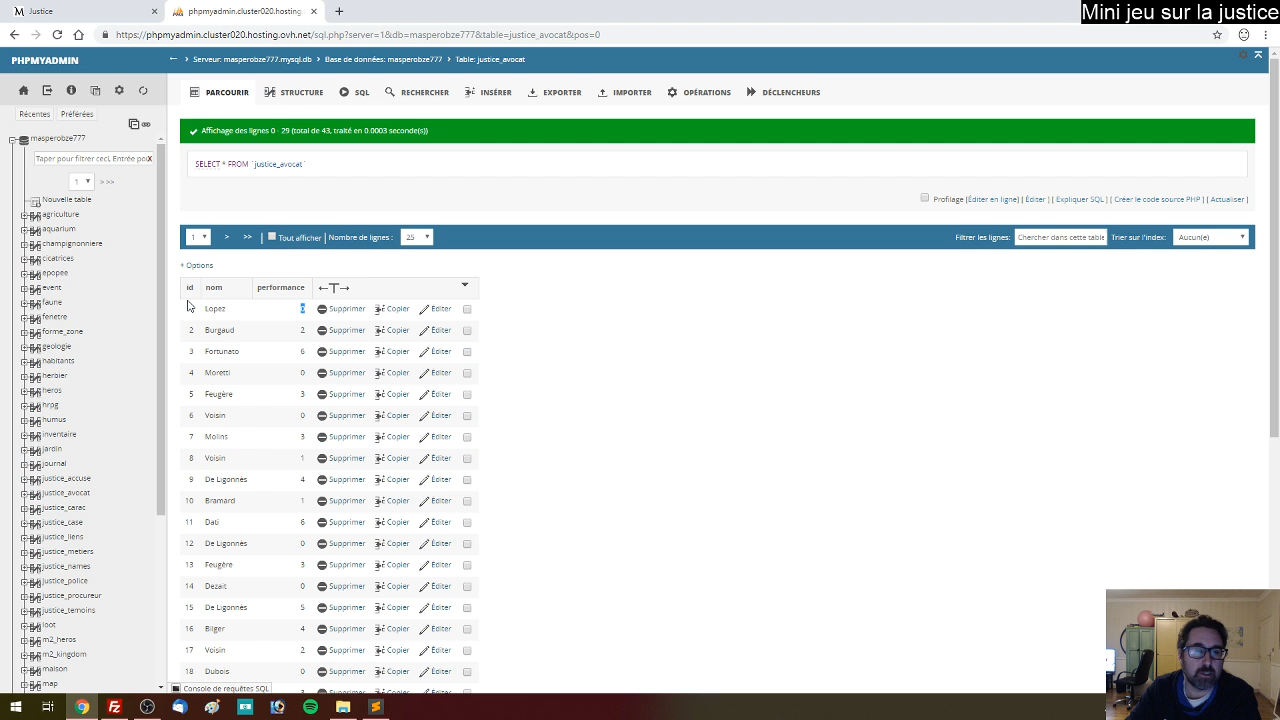 Justice
phpmyadmin.cluster020.hosting
Mini jeu sur la justice
https://phpmyadmin.cluster020.hosting.ovh.net/sql.php?server=1&db=masperobze777&table=justice_avocat&pos=0
PHPMYADMIN
Serveur: masperobze777.mysql.db » Base de données: masperobze777 » Table: justice_avocat
PARCOURIR STRUCTURE SQL RECHERCHER INSÉRER EXPORTER IMPORTER OPÉRATIONS DÉCLENCHEURS
Récentes Préférées
masperobze777
Taper pour filtrer ceci, Entrée X
1 > >>
Nouvelle table
agriculture
aquarium
champignonniere
cicatrices
epopee
event
faune
fenetre
forme_zone
geologie
habitants
herbier
heros
hrpg
humus
inventaire
jardin
journal
justice_accuse
justice_avocat
justice_carac
justice_case
justice_liens
justice_metiers
justice_names
justice_police
justice_procureur
justice_temoins
loot
m2_heros
m2_kingdom
maison
map
Affichage des lignes 0 - 29 (total de 43, traité en 0.0003 seconde(s))
SELECT * FROM `justice_avocat`
Profilage [Éditer en ligne] [ Éditer ] [ Expliquer SQL ] [ Créer le code source PHP ] [ Actualiser ]
1 > >> Tout afficher Nombre de lignes : 25 Filtrer les lignes: Chercher dans cette table Trier sur l'index: Aucun(e)
+ Options
id nom performance ←T→
Lopez 0 Supprimer Copier Éditer
2 Burgaud 2 Supprimer Copier Éditer
3 Fortunato 6 Supprimer Copier Éditer
4 Moretti 0 Supprimer Copier Éditer
5 Feugère 3 Supprimer Copier Éditer
6 Voisin 0 Supprimer Copier Éditer
7 Molins 3 Supprimer Copier Éditer
8 Voisin 1 Supprimer Copier Éditer
9 De Ligonnès 4 Supprimer Copier Éditer
10 Bramard 1 Supprimer Copier Éditer
11 Dati 6 Supprimer Copier Éditer
12 De Ligonnès 0 Supprimer Copier Éditer
13 Feugère 3 Supprimer Copier Éditer
14 Dezait 0 Supprimer Copier Éditer
15 De Ligonnès 5 Supprimer Copier Éditer
16 Bilger 4 Supprimer Copier Éditer
17 Voisin 2 Supprimer Copier Éditer
18 Dubois 0 Supprimer Copier Éditer
Console de requêtes SQL